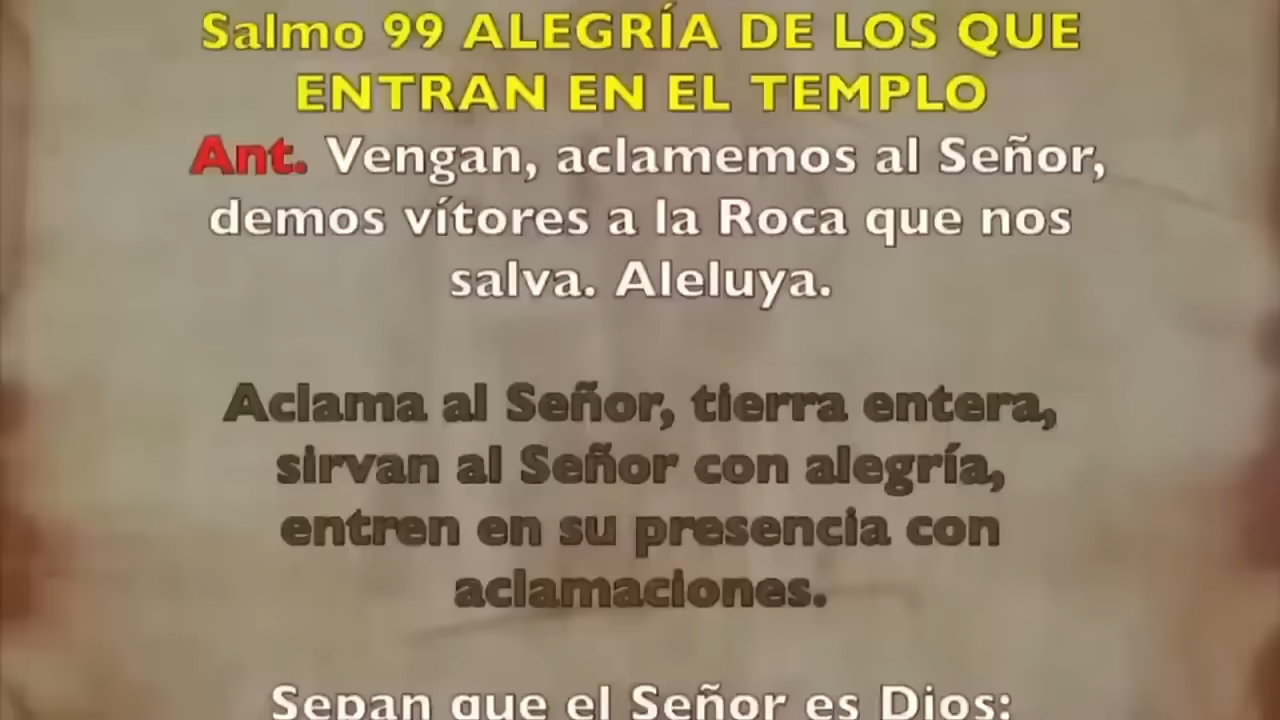 Salmo 99 ALEGRÍA DE LOS QUE
ENTRAN EN EL TEMPLO
Ant. Vengan, aclamemos al Señor,
demos vítores a la Roca que nos
salva. Aleluya.
Aclama al Señor, tierra entera,
sirvan al Señor con alegría,
entren en su presencia con
aclamaciones.
Sepan que el Señor es Dios: